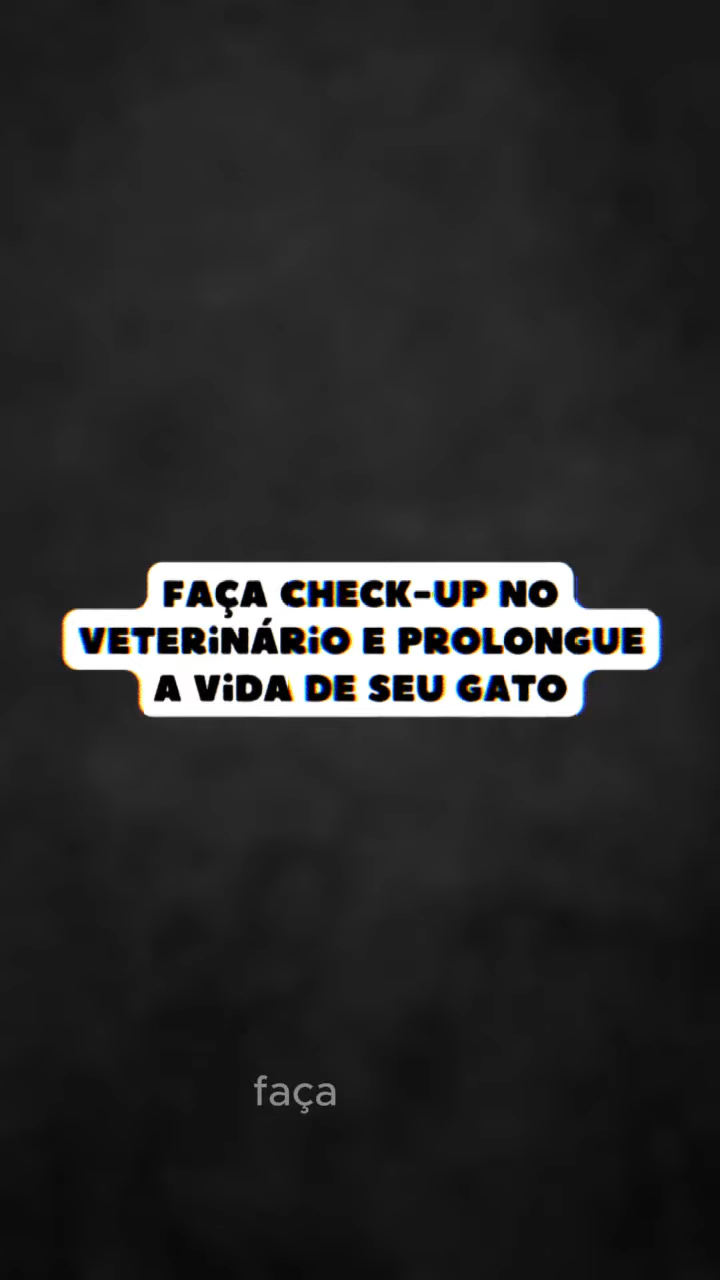 FAÇA CHECK-UP NO
VETERiNÁRiO E PROLONGUE
A ViDA DE SEU GATO
faça